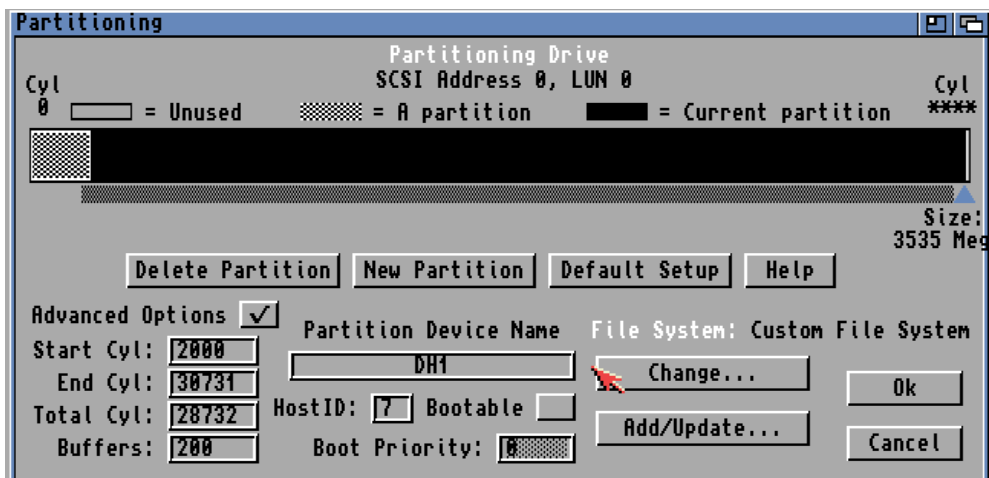 Partitioning
Partitioning Drive
SCSI Address 0, LUN 0
Cyl
0
Cyl
****
= Unused
= A partition
= Current partition
Size:
3535 Meg
Delete Partition
New Partition
Default Setup
Help
Advanced Options
Start Cyl: 2000
End Cyl: 30731
Total Cyl: 28732
Buffers: 200
Partition Device Name
DH1
HostID: 7
Bootable
Boot Priority: 0
File System: Custom File System
Change...
Add/Update...
Ok
Cancel